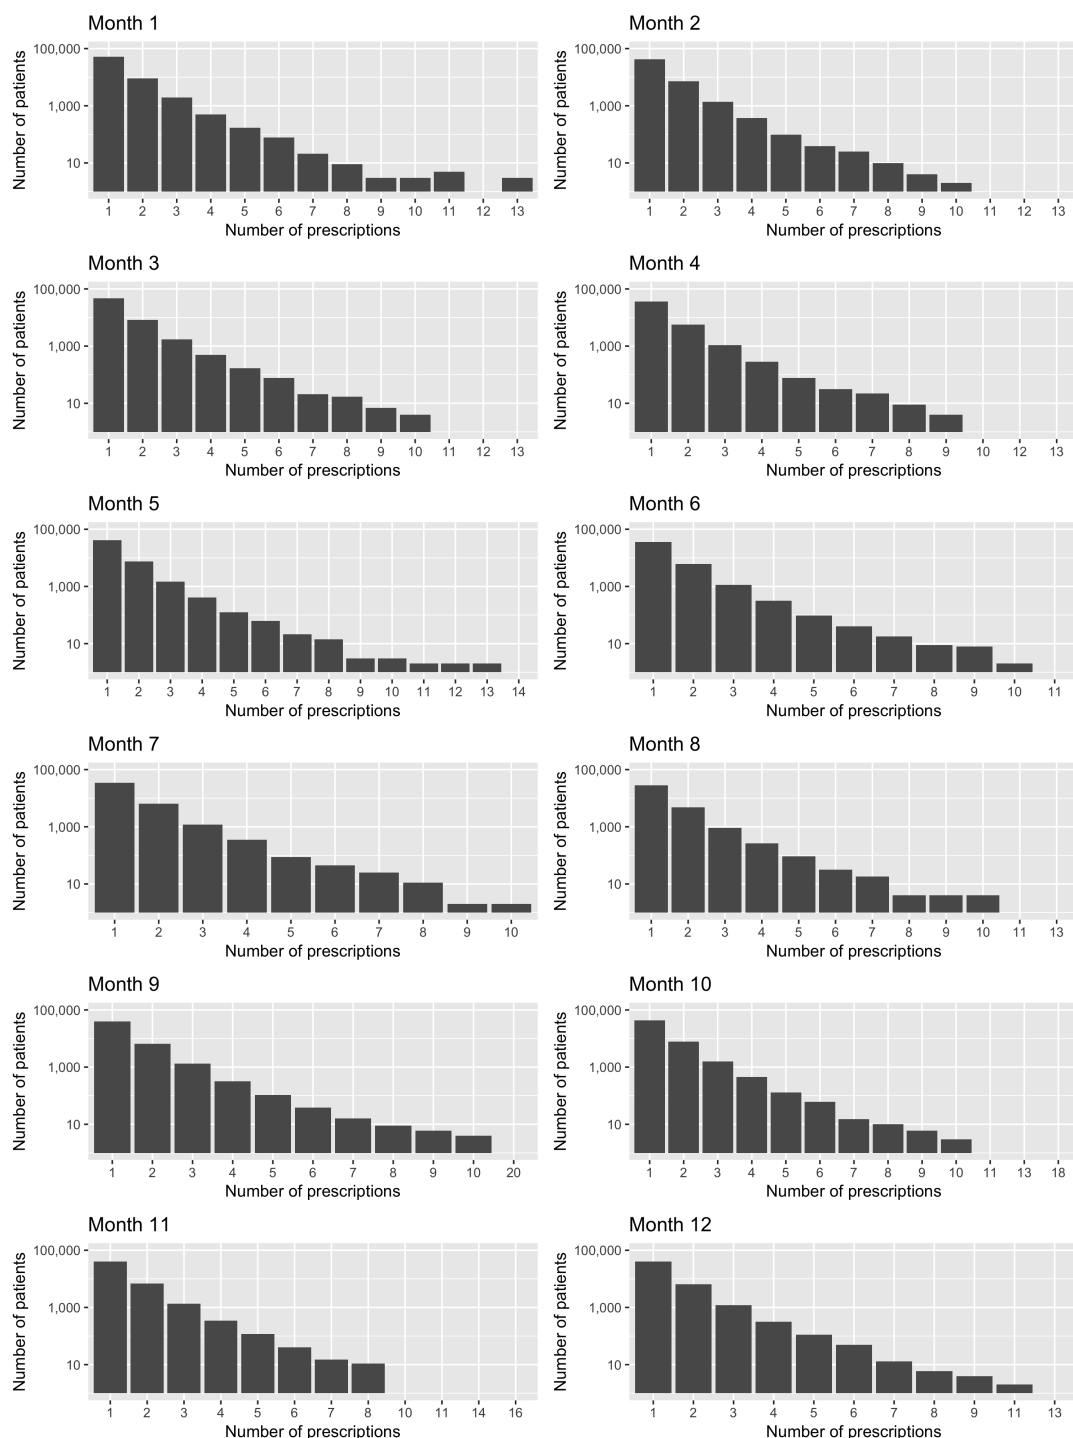 Month 1
Number of patients
100,000
1,000
10
1 2 3 4 5 6 7 8 9 10 11 12 13
Number of prescriptions
Month 2
Number of patients
100,000
1,000
10
1 2 3 4 5 6 7 8 9 10 11 12 13
Number of prescriptions
Month 3
Number of patients
100,000
1,000
10
1 2 3 4 5 6 7 8 9 10 11 12 13
Number of prescriptions
Month 4
Number of patients
100,000
1,000
10
1 2 3 4 5 6 7 8 9 10 12 13
Number of prescriptions
Month 5
Number of patients
100,000
1,000
10
1 2 3 4 5 6 7 8 9 10 11 12 13 14
Number of prescriptions
Month 6
Number of patients
100,000
1,000
10
1 2 3 4 5 6 7 8 9 10 11
Number of prescriptions
Month 7
Number of patients
100,000
1,000
10
1 2 3 4 5 6 7 8 9 10
Number of prescriptions
Month 8
Number of patients
100,000
1,000
10
1 2 3 4 5 6 7 8 9 10 11 13
Number of prescriptions
Month 9
Number of patients
100,000
1,000
10
1 2 3 4 5 6 7 8 9 10 20
Number of prescriptions
Month 10
Number of patients
100,000
1,000
10
1 2 3 4 5 6 7 8 9 10 11 13 18
Number of prescriptions
Month 11
Number of patients
100,000
1,000
10
1 2 3 4 5 6 7 8 10 11 14 16
Number of prescriptions
Month 12
Number of patients
100,000
1,000
10
1 2 3 4 5 6 7 8 9 11 13
Number of prescriptions